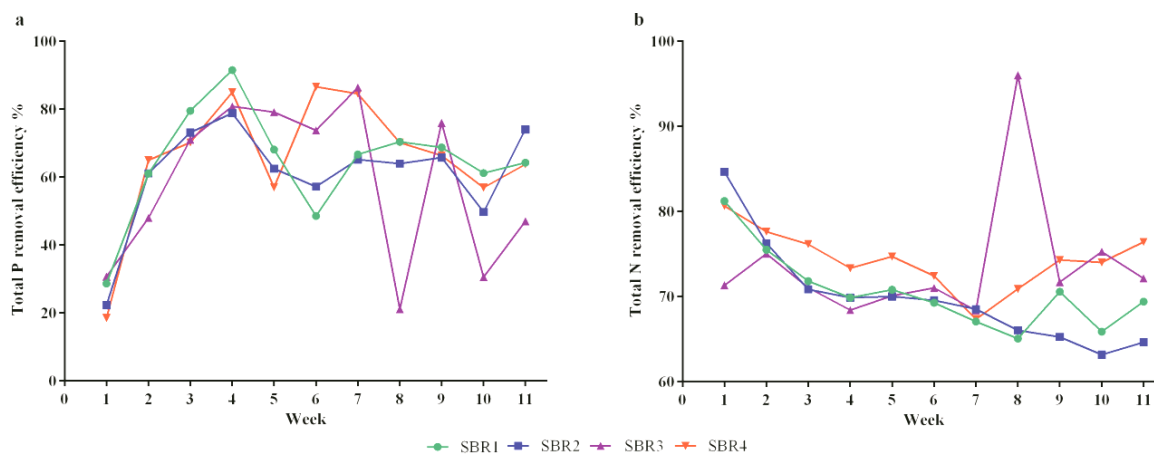 a
Total P removal efficiency %
100
80
60
40
20
0
0 1 2 3 4 5 6 7 8 9 10 11
Week
b
Total N removal efficiency %
100
90
80
70
60
0 1 2 3 4 5 6 7 8 9 10 11
Week
SBR1 SBR2 SBR3 SBR4